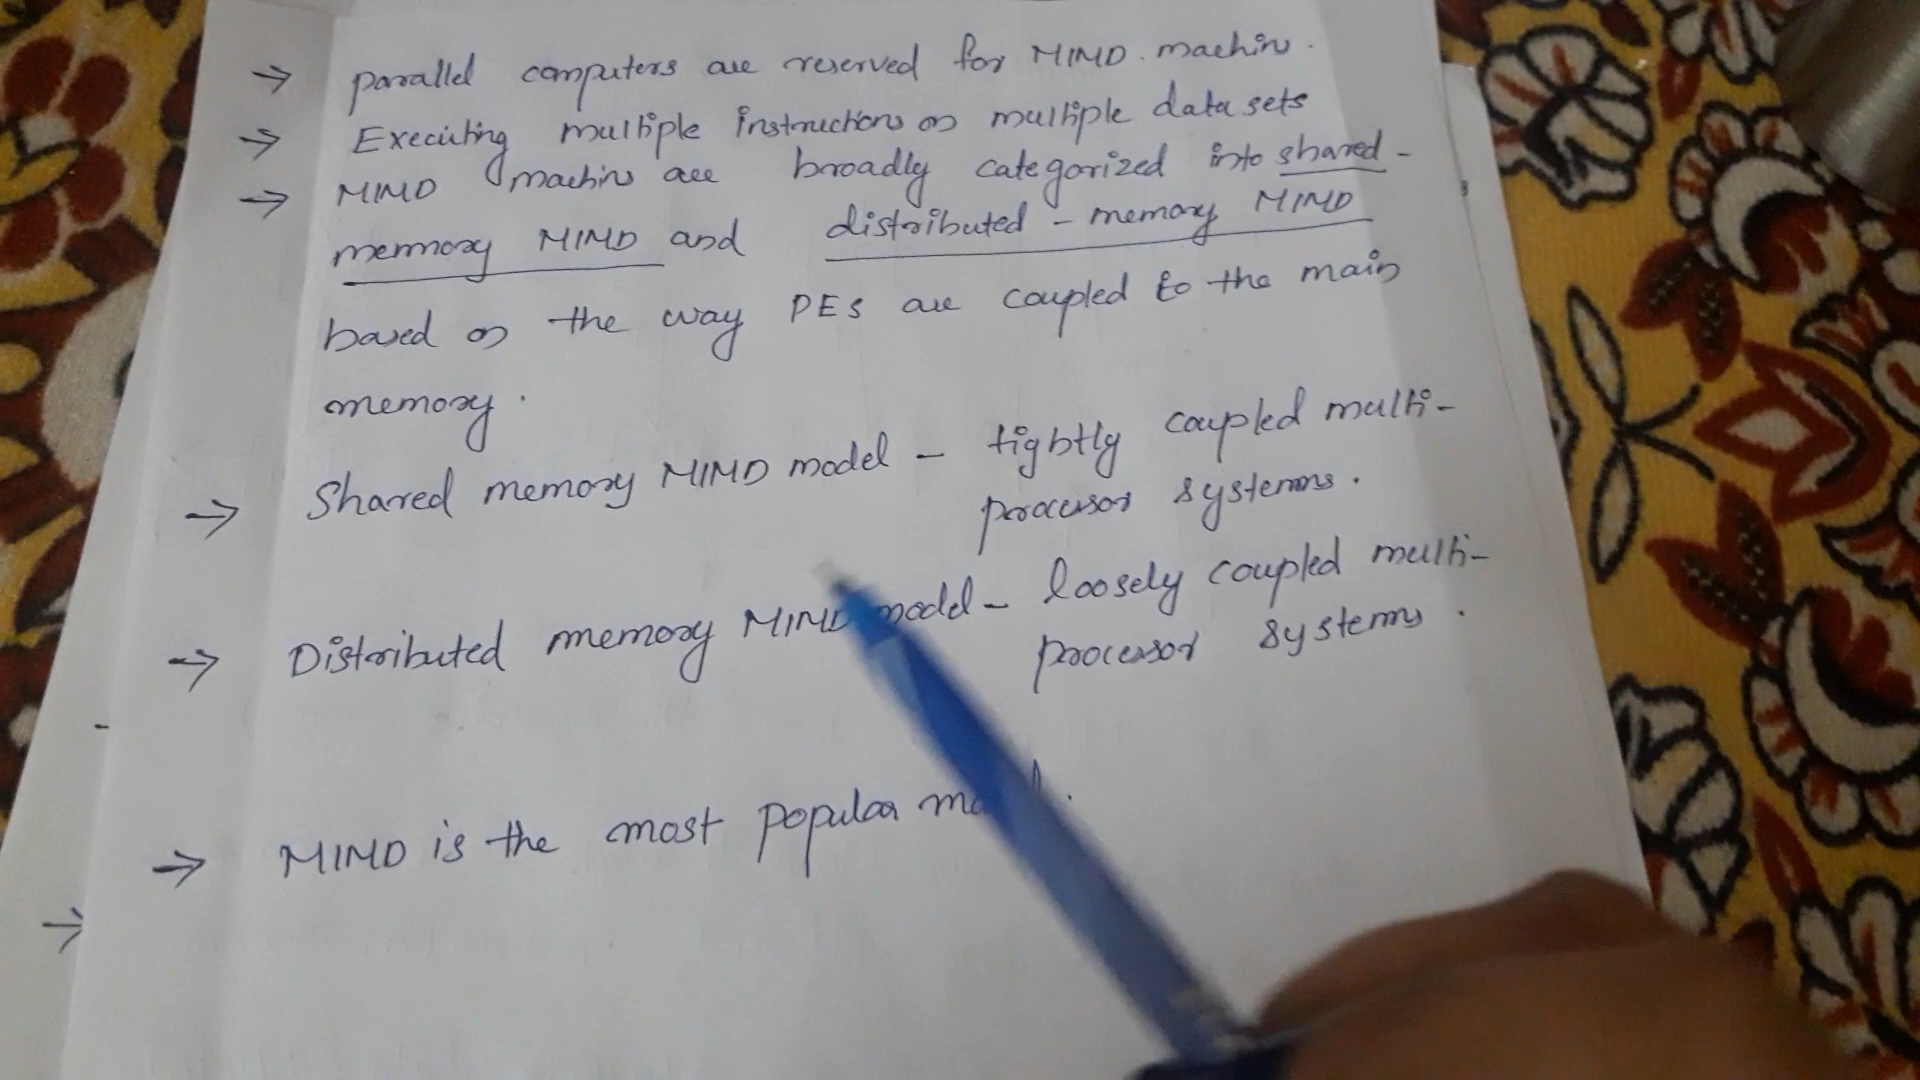 → parallel computers are reserved for MIMD machine.
→ Executing multiple instructions on multiple data sets
→ MIMD machine are broadly categorized into shared-
memory MIMD and distributed-memory MIMD
based on the way PEs are coupled to the main
memory.
→ Shared memory MIMD model - tightly coupled multi-
processor systems.
→ Distributed memory MIMD model - loosely coupled multi-
processor systems.
→ MIMD is the most popular
→